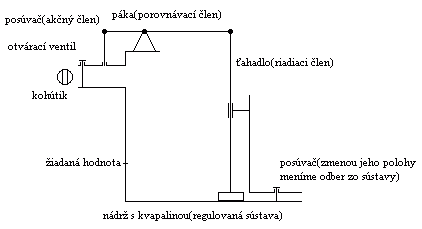 posúvač(akčný člen)
páka(porovnávací člen)
otvárací ventil
ťahadlo(riadiaci člen)
kohútik
žiadaná hodnota
posúvač(zmenou jeho polohy
meníme odber zo sústavy)
nádrž s kvapalinou(regulovaná sústava)